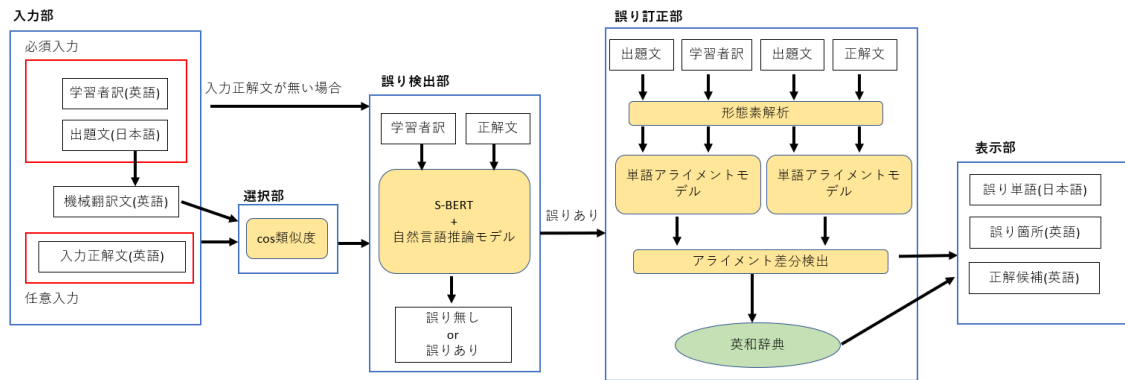 入力部
必須入力
学習者訳(英語)
出題文(日本語)
機械翻訳文(英語)
入力正解文(英語)
任意入力
入力正解文が無い場合
選択部
cos類似度
誤り検出部
学習者訳
正解文
S-BERT
+
自然言語推論モデル
誤り無し
or
誤りあり
誤りあり
誤り訂正部
出題文
学習者訳
出題文
正解文
形態素解析
単語アライメントモ
デル
単語アライメントモ
デル
アライメント差分検出
英和辞典
表示部
誤り単語(日本語)
誤り箇所(英語)
正解候補(英語)